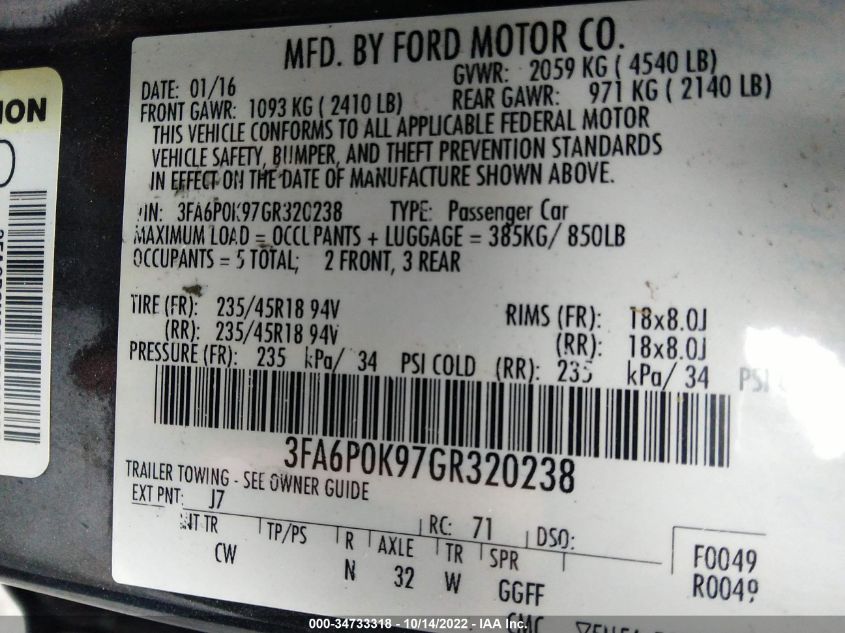 MFD. BY FORD MOTOR CO.
DATE: 01/16 GVWR: 2059 KG ( 4540 LB)
FRONT GAWR: 1093 KG ( 2410 LB) REAR GAWR: 971 KG ( 2140 LB)
THIS VEHICLE CONFORMS TO ALL APPLICABLE FEDERAL MOTOR
VEHICLE SAFETY, BUMPER, AND THEFT PREVENTION STANDARDS
IN EFFECT ON THE DATE OF MANUFACTURE SHOWN ABOVE.
VIN: 3FA6P0K97GR320238 TYPE: Passenger Car
MAXIMUM LOAD = OCCUPANTS + LUGGAGE = 385KG/ 850LB
OCCUPANTS = 5 TOTAL; 2 FRONT, 3 REAR
TIRE (FR): 235/45R18 94V RIMS (FR): 18x8.0J
(RR): 235/45R18 94V (RR): 18x8.0J
PRESSURE (FR): 235 kPa/ 34 PSI COLD (RR): 235 kPa/ 34 PSI
3FA6P0K97GR320238
TRAILER TOWING - SEE OWNER GUIDE
EXT PNT: J7 RC: 71 DSO:
INT TR TP/PS R AXLE TR SPR F0049
CW N 32 W GGFF R0049
000-34733318 - 10/14/2022 - IAA Inc.